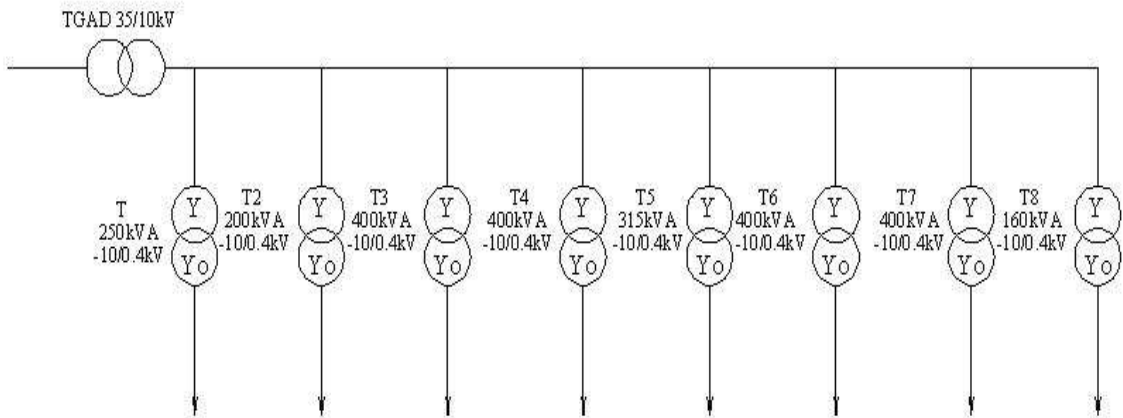 TGAD 35/10kV
T
250kVA
-10/0.4kV
Y
Yo
T2
200kVA
-10/0.4kV
Y
Yo
T3
400kVA
-10/0.4kV
Y
Yo
T4
400kVA
-10/0.4kV
Y
Yo
T5
315kVA
-10/0.4kV
Y
Yo
T6
400kVA
-10/0.4kV
Y
Yo
T7
400kVA
-10/0.4kV
Y
Yo
T8
160kVA
-10/0.4kV
Y
Yo